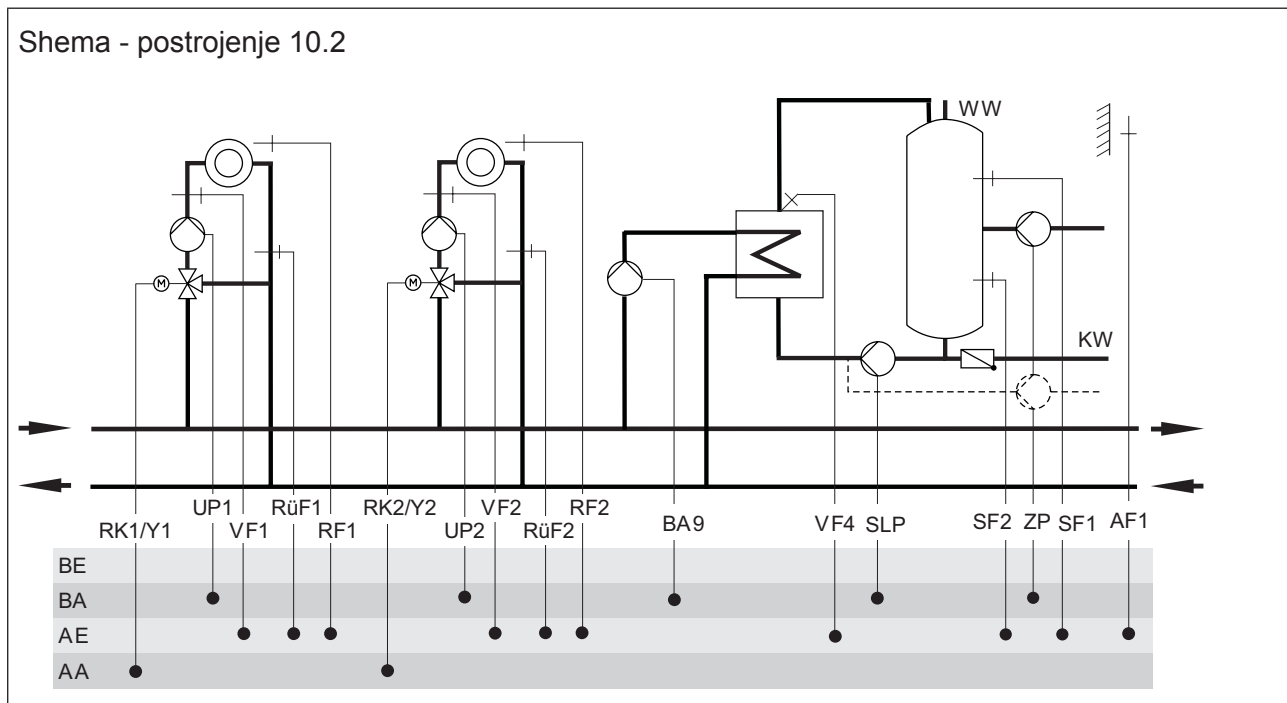 Shema - postrojenje 10.2
WW
M
M
KW
UP1 RüF1 RK2/Y2 VF2 RF2
RK1/Y1 VF1 RF1 UP2 RüF2 BA9 VF4 SLP SF2 ZP SF1 AF1
BE
BA
AE
AA